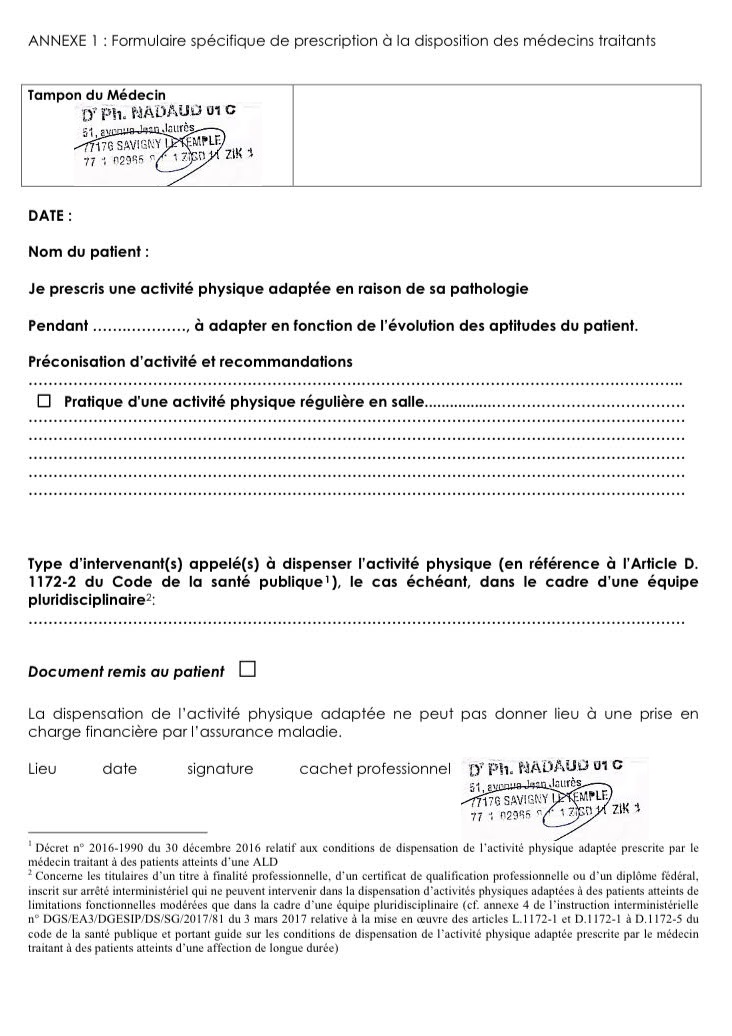 ANNEXE 1 : Formulaire spécifique de prescription à la disposition des médecins traitants
Tampon du Médecin
Dr Ph. NADAUD 01 C
51, avenue Jean Jaurès
77176 SAVIGNY LE TEMPLE
77 1 02966 1 ZIK 1
DATE :
Nom du patient :
Je prescris une activité physique adaptée en raison de sa pathologie
Pendant ……..…………, à adapter en fonction de l’évolution des aptitudes du patient.
Préconisation d’activité et recommandations
☐ Pratique d'une activité physique régulière en salle.................……………………………………
Type d’intervenant(s) appelé(s) à dispenser l’activité physique (en référence à l’Article D.
1172-2 du Code de la santé publique¹), le cas échéant, dans le cadre d’une équipe
pluridisciplinaire²:
Document remis au patient ☐
La dispensation de l’activité physique adaptée ne peut pas donner lieu à une prise en
charge financière par l’assurance maladie.
Lieu date signature cachet professionnel
Dr Ph. NADAUD 01 C
51, avenue Jean Jaurès
77176 SAVIGNY LE TEMPLE
77 1 02966 1 ZIK 1
¹ Décret n° 2016-1990 du 30 décembre 2016 relatif aux conditions de dispensation de l’activité physique adaptée prescrite par le
médecin traitant à des patients atteints d’une ALD
² Concerne les titulaires d’un titre à finalité professionnelle, d’un certificat de qualification professionnelle ou d’un diplôme fédéral,
inscrit sur arrêté interministériel qui ne peuvent intervenir dans la dispensation d’activités physiques adaptées à des patients atteints de
limitations fonctionnelles modérées que dans le cadre d’une équipe pluridisciplinaire (cf. annexe 4 de l’instruction interministérielle
n° DGS/EA3/DGESIP/DS/SG/2017/81 du 3 mars 2017 relative à la mise en œuvre des articles L.1172-1 et D.1172-1 à D.1172-5 du
code de la santé publique et portant guide sur les conditions de dispensation de l’activité physique adaptée prescrite par le médecin
traitant à des patients atteints d’une affection de longue durée)